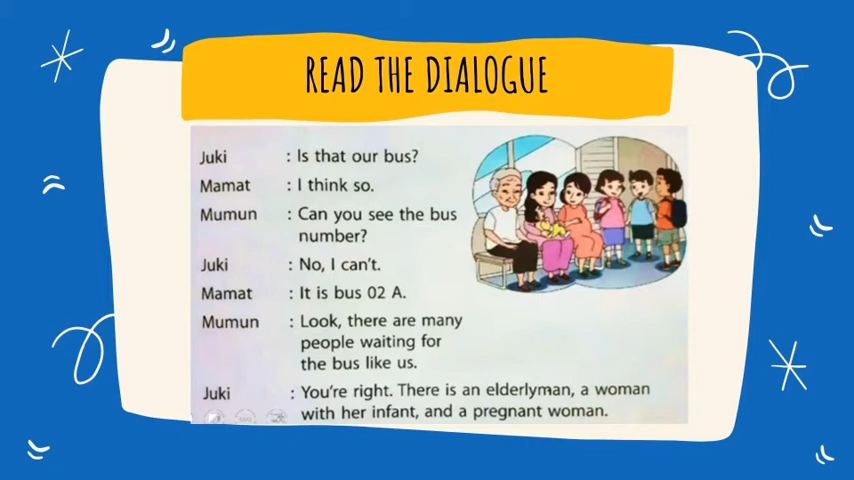 READ THE DIALOGUE
Juki : Is that our bus?
Mamat : I think so.
Mumun : Can you see the bus
number?
Juki : No, I can't.
Mamat : It is bus 02 A.
Mumun : Look, there are many
people waiting for
the bus like us.
Juki : You're right. There is an elderlyman, a woman
with her infant, and a pregnant woman.